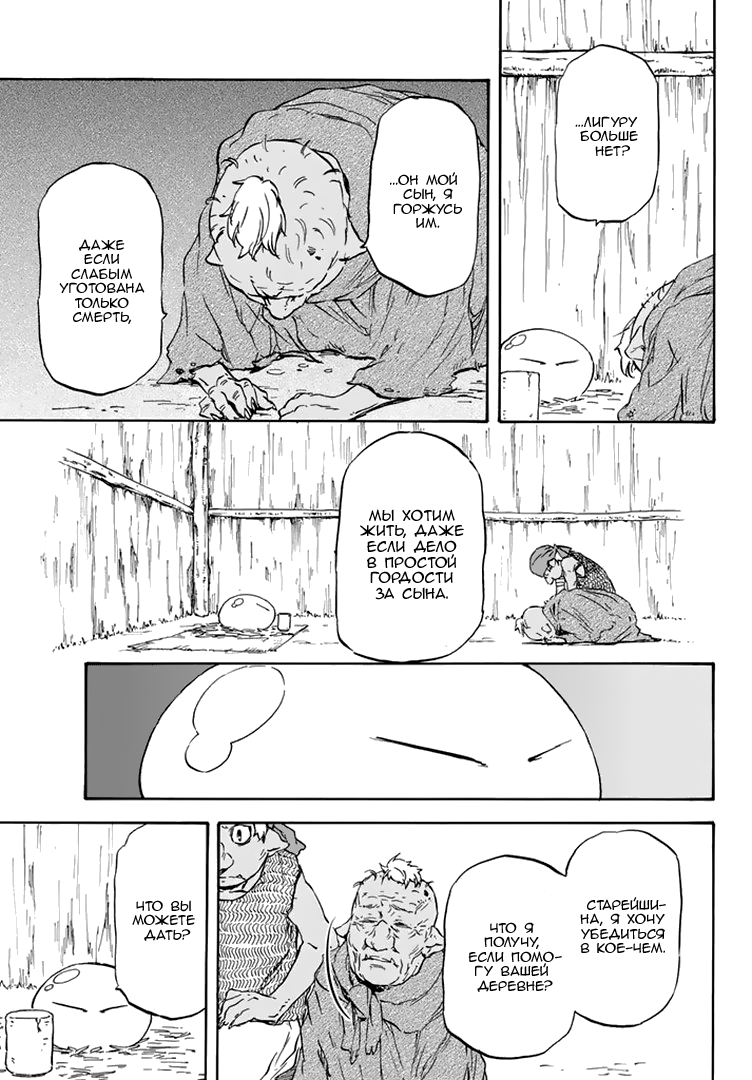 ...ЛИГУРУ
БОЛЬШЕ
НЕТ?
...ОН МОЙ
СЫН, Я
ГОРЖУСЬ
ИМ.
ДАЖЕ
ЕСЛИ
СЛАБЫМ
УГОТОВАНА
ТОЛЬКО
СМЕРТЬ,
МЫ ХОТИМ
ЖИТЬ, ДАЖЕ
ЕСЛИ ДЕЛО
В ПРОСТОЙ
ГОРДОСТИ
ЗА СЫНА.
СТАРЕЙШИ-
НА, Я ХОЧУ
УБЕДИТЬСЯ
В КОЕ-ЧЕМ.
ЧТО Я
ПОЛУЧУ,
ЕСЛИ ПОМО-
ГУ ВАШЕЙ
ДЕРЕВНЕ?
ЧТО ВЫ
МОЖЕТЕ
ДАТЬ?